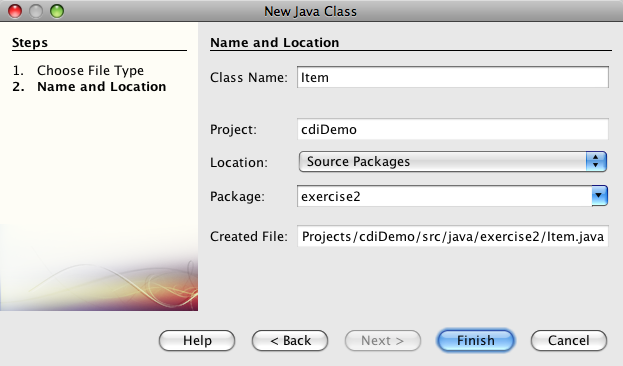 New Java Class
Steps
1. Choose File Type
2. Name and Location
Name and Location
Class Name: Item
Project: cdiDemo
Location: Source Packages
Package: exercise2
Created File: Projects/cdiDemo/src/java/exercise2/Item.java
Help < Back Next > Finish Cancel